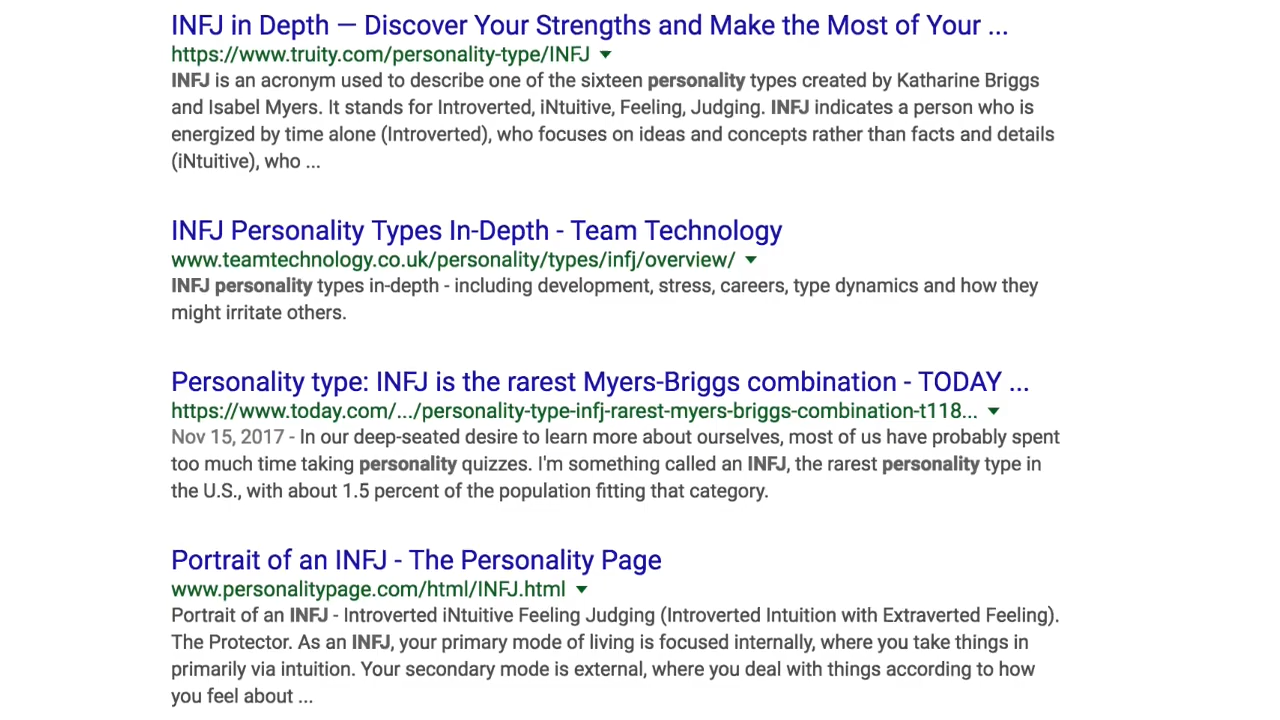 INFJ in Depth — Discover Your Strengths and Make the Most of Your ...
https://www.truity.com/personality-type/INFJ
INFJ is an acronym used to describe one of the sixteen personality types created by Katharine Briggs
and Isabel Myers. It stands for Introverted, iNtuitive, Feeling, Judging. INFJ indicates a person who is
energized by time alone (Introverted), who focuses on ideas and concepts rather than facts and details
(iNtuitive), who ...
INFJ Personality Types In-Depth - Team Technology
www.teamtechnology.co.uk/personality/types/infj/overview/
INFJ personality types in-depth - including development, stress, careers, type dynamics and how they
might irritate others.
Personality type: INFJ is the rarest Myers-Briggs combination - TODAY ...
https://www.today.com/.../personality-type-infj-rarest-myers-briggs-combination-t118...
Nov 15, 2017 - In our deep-seated desire to learn more about ourselves, most of us have probably spent
too much time taking personality quizzes. I'm something called an INFJ, the rarest personality type in
the U.S., with about 1.5 percent of the population fitting that category.
Portrait of an INFJ - The Personality Page
www.personalitypage.com/html/INFJ.html
Portrait of an INFJ - Introverted iNtuitive Feeling Judging (Introverted Intuition with Extraverted Feeling).
The Protector. As an INFJ, your primary mode of living is focused internally, where you take things in
primarily via intuition. Your secondary mode is external, where you deal with things according to how
you feel about ...